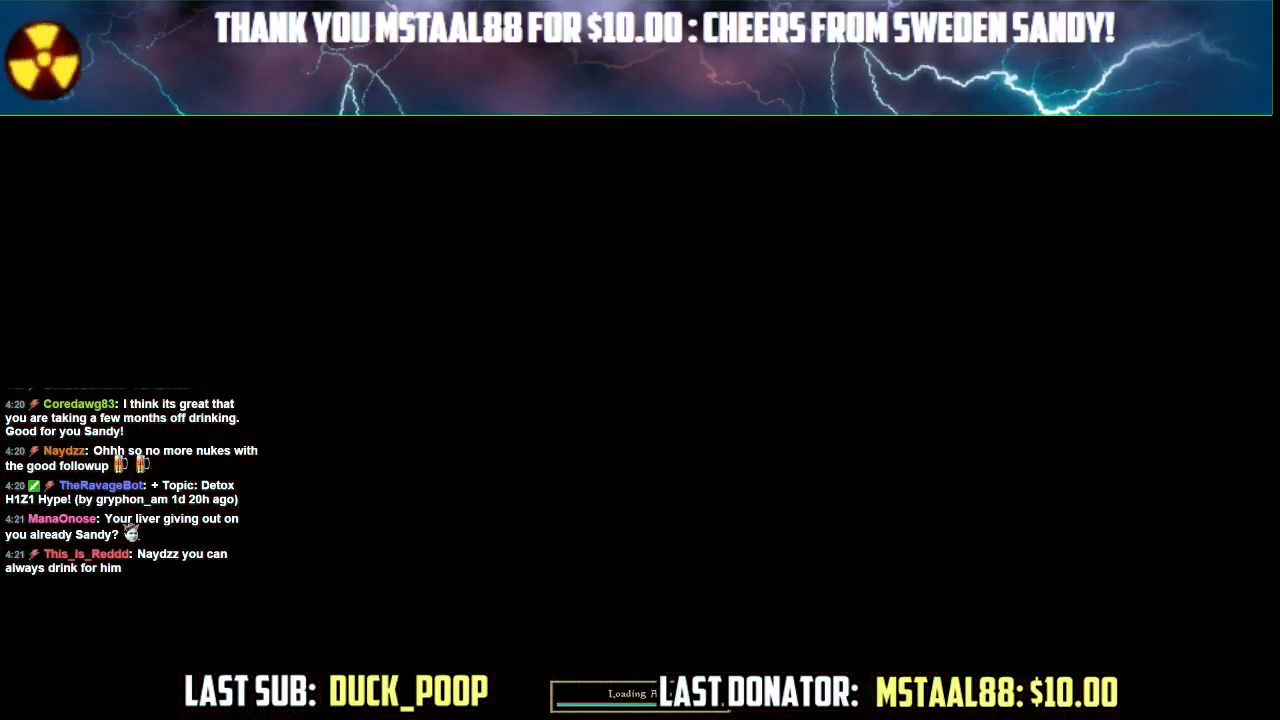 THANK YOU MSTAAL88 FOR $10.00 : CHEERS FROM SWEDEN SANDY!
4:20 Coredawg83: I think its great that
you are taking a few months off drinking.
Good for you Sandy!
4:20 Naydzz: Ohhh so no more nukes with
the good followup
4:20 TheRavageBot: + Topic: Detox
H1Z1 Hype! (by gryphon_am 1d 20h ago)
4:21 ManaOnose: Your liver giving out on
you already Sandy?
4:21 This_Is_Reddd: Naydzz you can
always drink for him
LAST SUB: DUCK_POOP
Loading
LAST DONATOR: MSTAAL88: $10.00